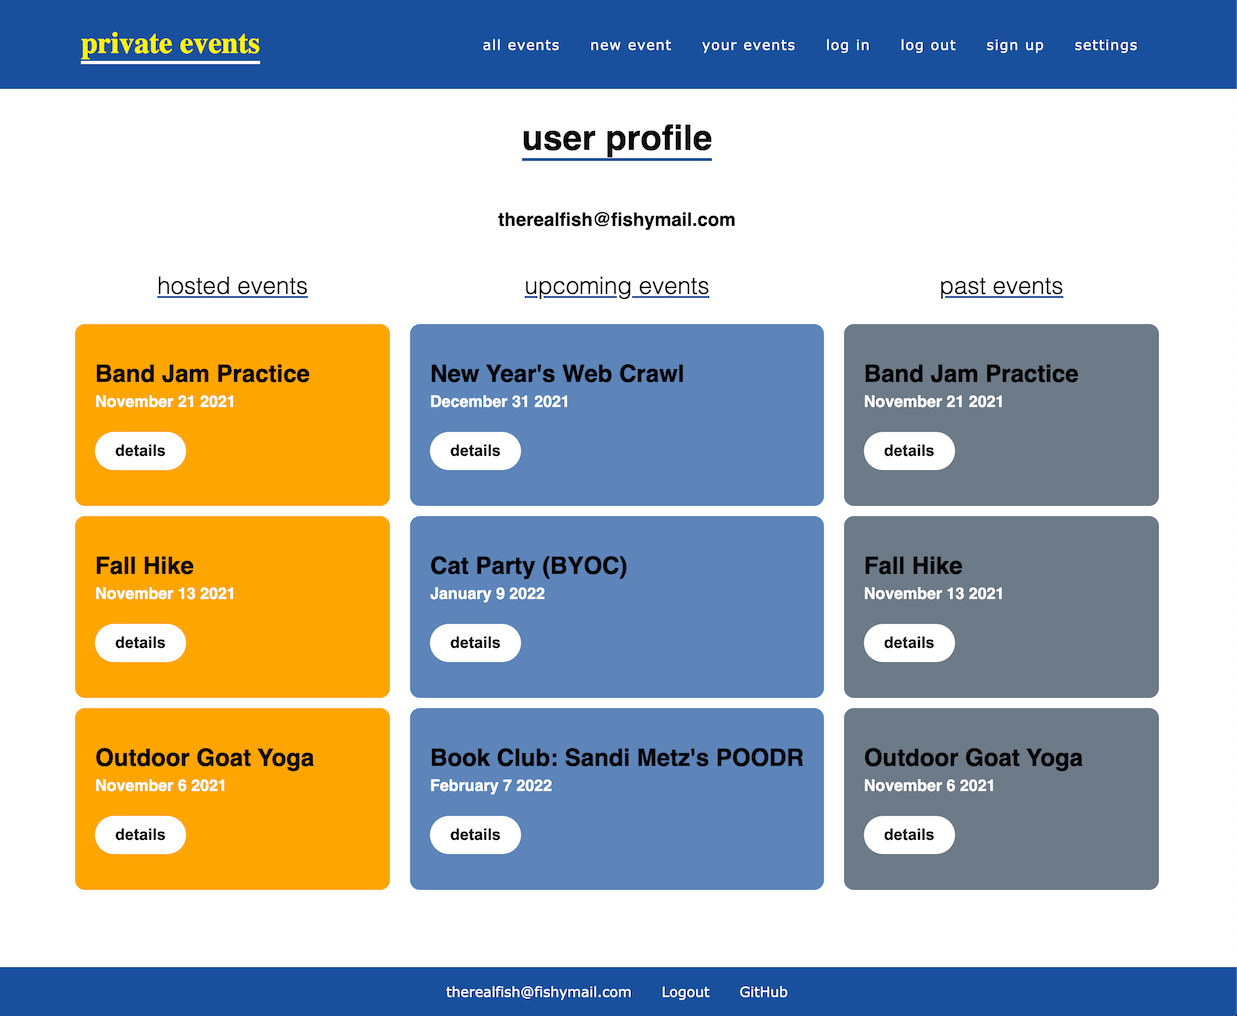 private events
all events new event your events log in log out sign up settings
user profile
therealfish@fishymail.com
hosted events
Band Jam Practice
November 21 2021
details
Fall Hike
November 13 2021
details
Outdoor Goat Yoga
November 6 2021
details
upcoming events
New Year's Web Crawl
December 31 2021
details
Cat Party (BYOC)
January 9 2022
details
Book Club: Sandi Metz's POODR
February 7 2022
details
past events
Band Jam Practice
November 21 2021
details
Fall Hike
November 13 2021
details
Outdoor Goat Yoga
November 6 2021
details
therealfish@fishymail.com Logout GitHub